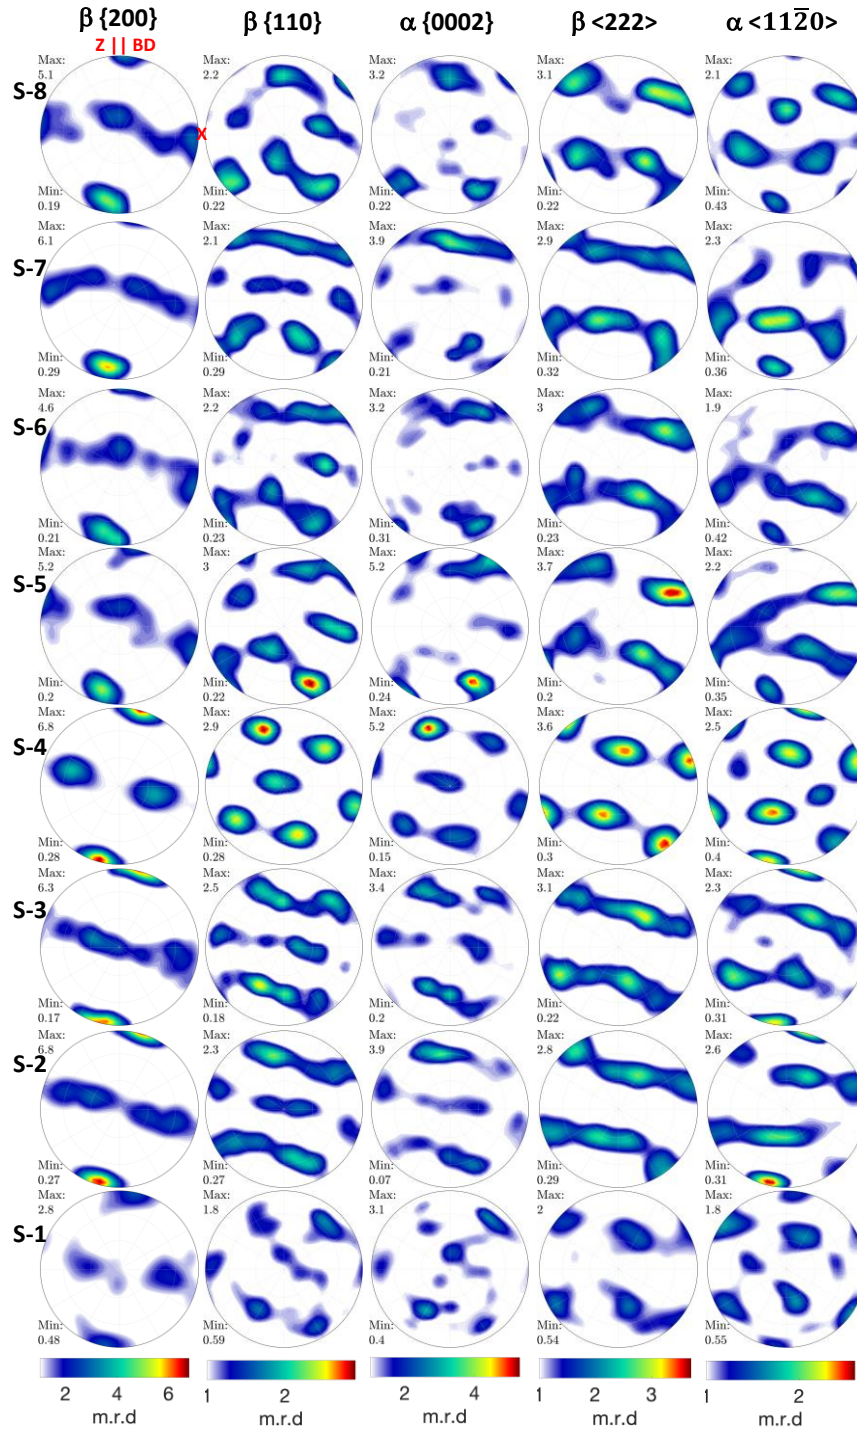 β {200} β {110} α {0002} β <222> α <112̄0>
Z || BD
Max: Max: Max: Max: Max:
5.1 2.2 3.2 3.1 2.1
S-8
X
Min: Min: Min: Min: Min:
0.19 0.22 0.22 0.22 0.43
Max: Max: Max: Max: Max:
6.1 2.1 3.9 2.9 2.3
S-7
Min: Min: Min: Min: Min:
0.29 0.29 0.21 0.32 0.36
Max: Max: Max: Max: Max:
4.6 2.2 3.2 3 1.9
S-6
Min: Min: Min: Min: Min:
0.21 0.23 0.31 0.23 0.42
Max: Max: Max: Max: Max:
5.2 3 5.2 3.7 2.2
S-5
Min: Min: Min: Min: Min:
0.2 0.22 0.24 0.2 0.35
Max: Max: Max: Max: Max:
6.8 2.9 5.2 3.6 2.5
S-4
Min: Min: Min: Min: Min:
0.28 0.28 0.15 0.3 0.4
Max: Max: Max: Max: Max:
6.3 2.5 3.4 3.1 2.3
S-3
Min: Min: Min: Min: Min:
0.17 0.18 0.2 0.22 0.31
Max: Max: Max: Max: Max:
6.8 2.3 3.9 2.8 2.6
S-2
Min: Min: Min: Min: Min:
0.27 0.27 0.07 0.29 0.31
Max: Max: Max: Max: Max:
2.8 1.8 3.1 2 1.8
S-1
Min: Min: Min: Min: Min:
0.48 0.59 0.4 0.54 0.55
2 4 6 1 2 2 4 1 2 3 1 2
m.r.d m.r.d m.r.d m.r.d m.r.d